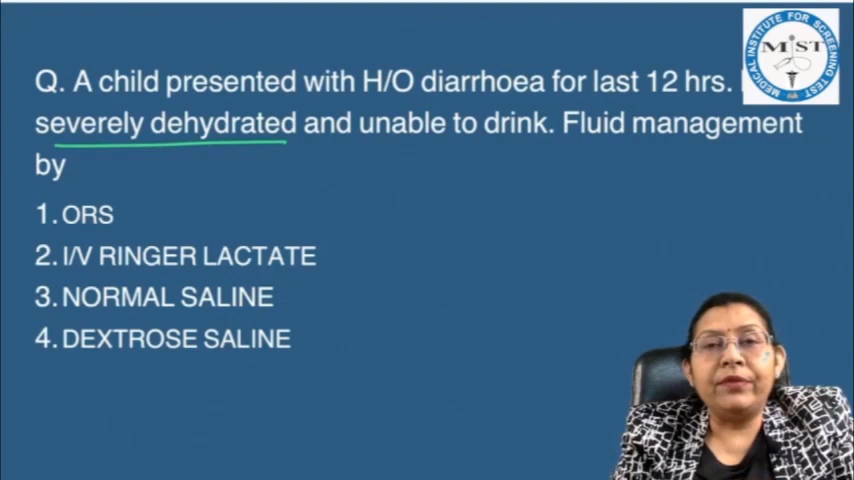 Q. A child presented with H/O diarrhoea for last 12 hrs.
severely dehydrated and unable to drink. Fluid management
by
1. ORS
2. I/V RINGER LACTATE
3. NORMAL SALINE
4. DEXTROSE SALINE
MEDICAL INSTITUTE FOR SCREENING TEST
MIST